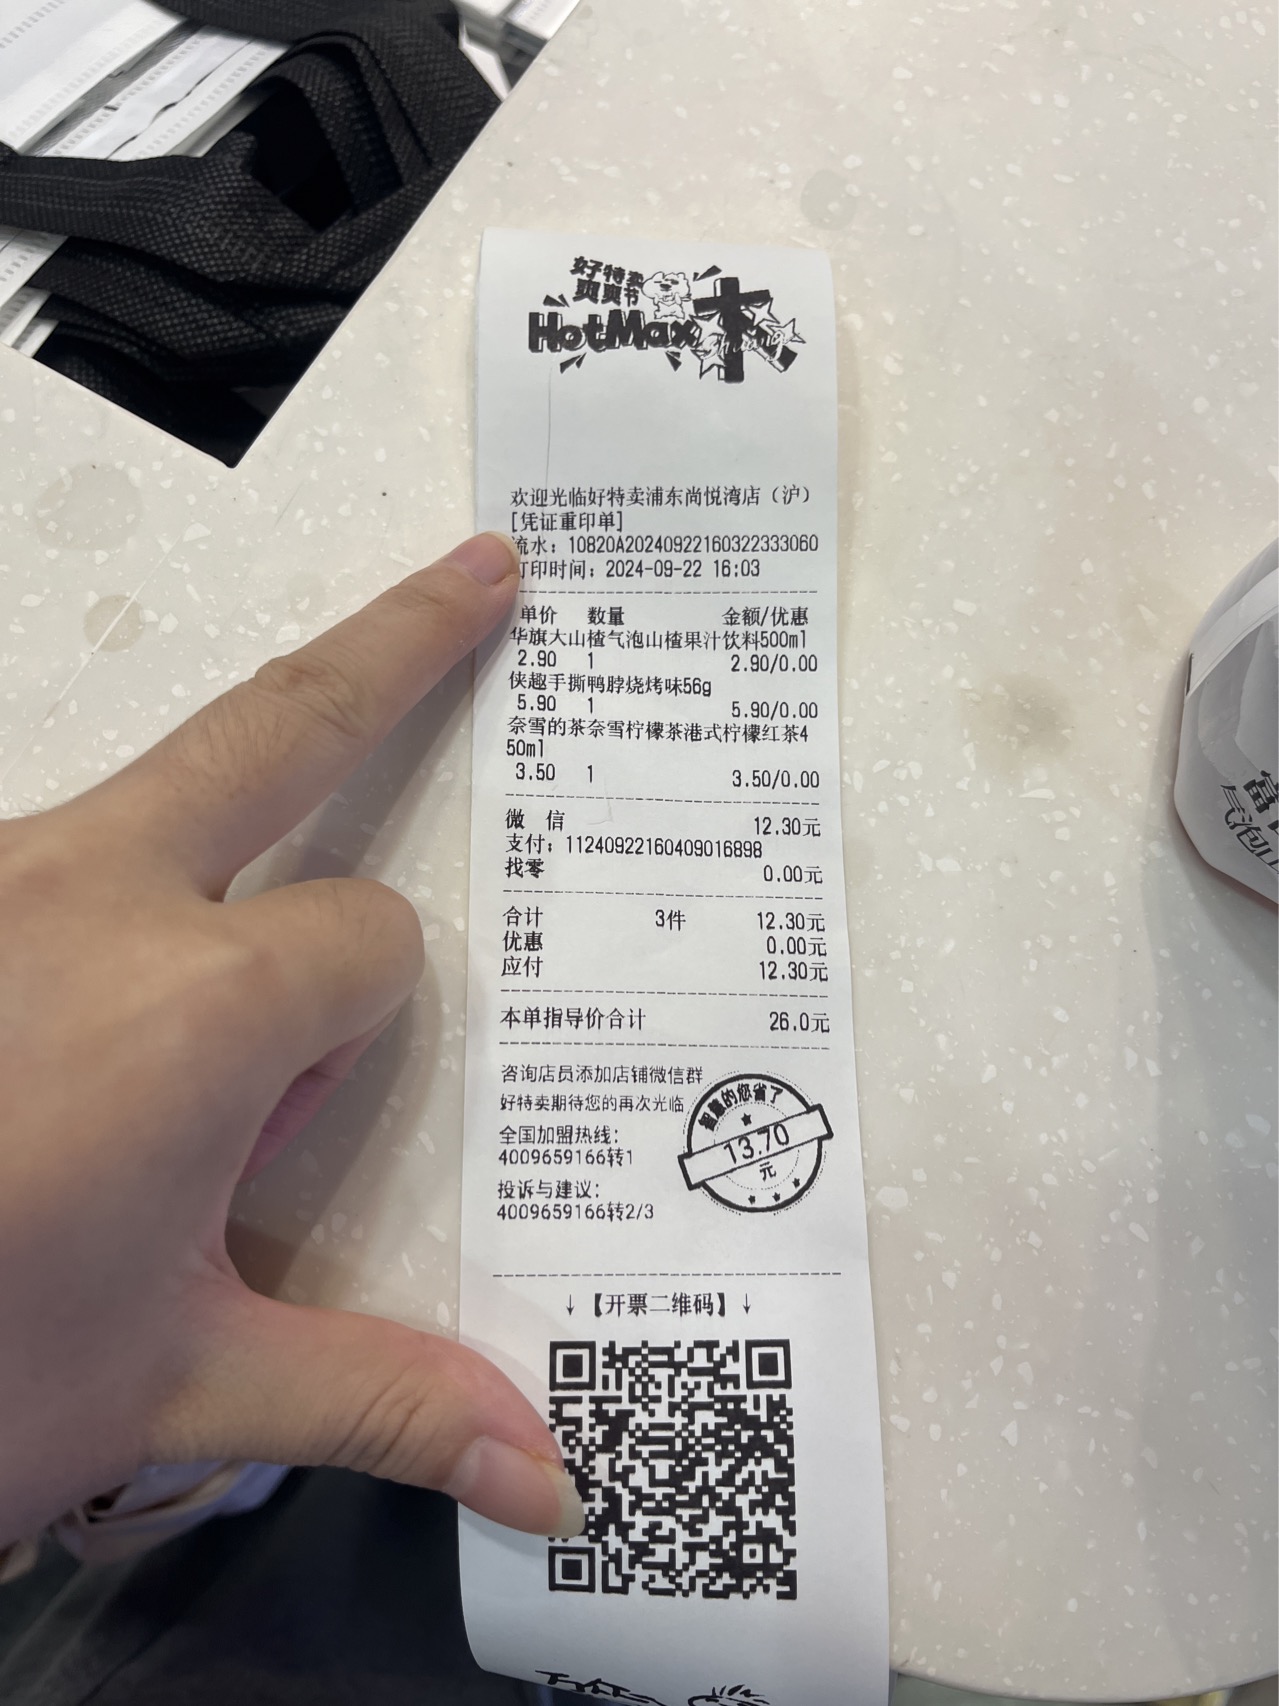 好特卖
爽爽节
HotMax
Shuang
欢迎光临好特卖浦东尚悦湾店（沪）
[凭证重印单]
流水：10820A20240922160322333060
打印时间：2024-09-22 16:03
单价 数量 金额/优惠
华旗大山楂气泡山楂果汁饮料500ml
2.90 1 2.90/0.00
侠趣手撕鸭脖烧烤味56g
5.90 1 5.90/0.00
奈雪的茶奈雪柠檬茶港式柠檬红茶4
50ml
3.50 1 3.50/0.00
微 信 12.30元
支付：11240922160409016898
找零 0.00元
合计 3件 12.30元
优惠 0.00元
应付 12.30元
本单指导价合计 26.0元
咨询店员添加店铺微信群
好特卖期待您的再次光临
全国加盟热线：
4009659166转1
投诉与建议：
4009659166转2/3
智慧的您省了
13.70
元
↓【开票二维码】↓
气泡